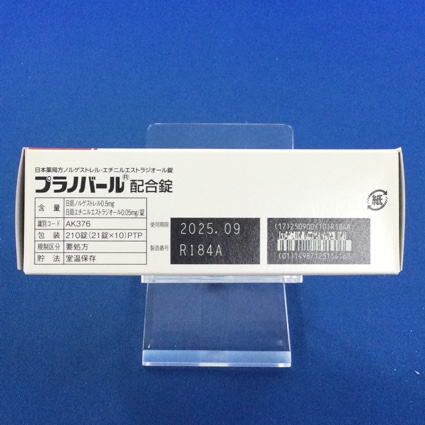 日本薬局方ノルゲストレル・エチニルエストラジオール錠
プラノバール®配合錠
含 量 日局ノルゲストレル0.5mg
日局エチニルエストラジオール0.05mg/錠
識別コード AK376
包 装 210錠(21錠×10)PTP
規制区分 要処方
貯 法 室温保存
使用期限 2025.09
製造番号 R184A
(17)250900(10)R184A
紙